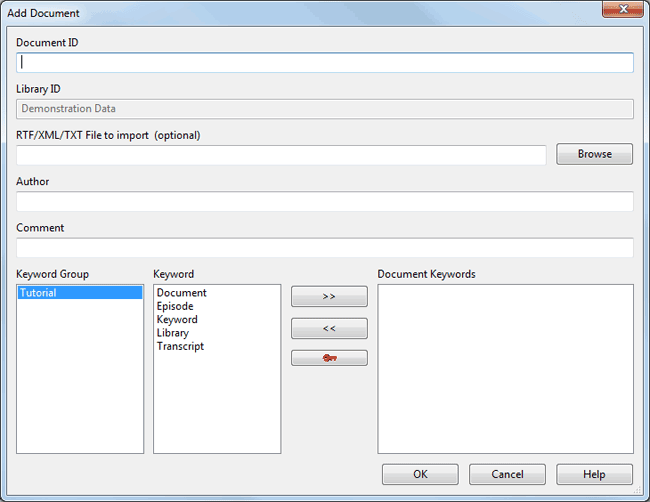 Add Document
Document ID
Library ID
Demonstration Data
RTF/XML/TXT File to import (optional)
Browse
Author
Comment
Keyword Group
Keyword
Document Keywords
Tutorial
Document
Episode
Keyword
Library
Transcript
>>
<<
OK
Cancel
Help